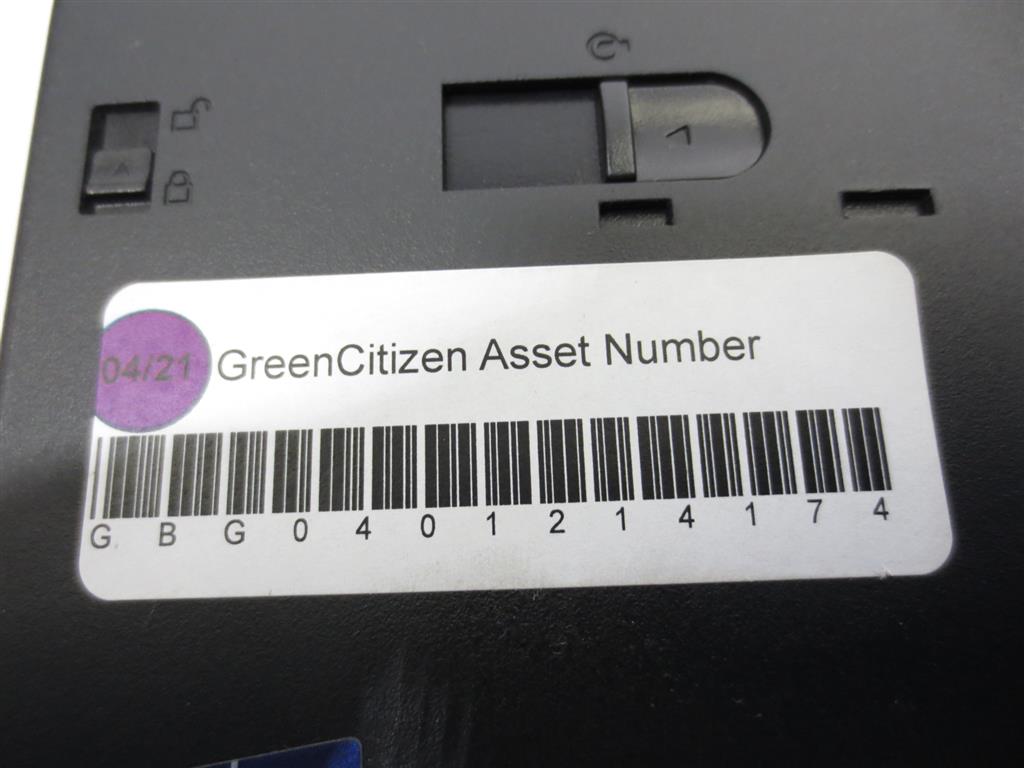 04/21 GreenCitizen Asset Number
G B G 0 4 0 1 2 1 4 1 7 4